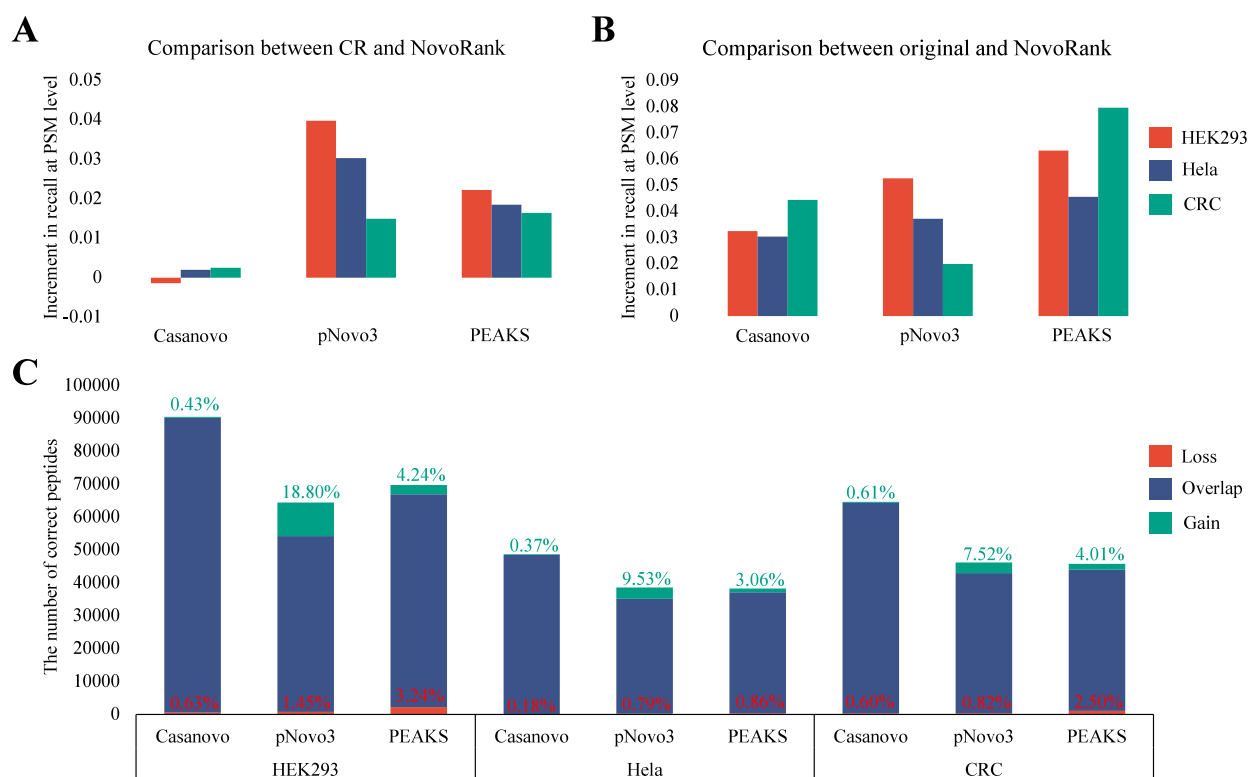 A
Comparison between CR and NovoRank
Increment in recall at PSM level
0.05
0.04
0.03
0.02
0.01
0
-0.01
Casanovo pNovo3 PEAKS
B
Comparison between original and NovoRank
Increment in recall at PSM level
0.09
0.08
0.07
0.06
0.05
0.04
0.03
0.02
0.01
0
Casanovo pNovo3 PEAKS
HEK293
Hela
CRC
C
The number of correct peptides
100000
90000
80000
70000
60000
50000
40000
30000
20000
10000
0
0.43% 18.80% 4.24% 0.37% 9.53% 3.06% 0.61% 7.52% 4.01%
0.63% 1.45% 3.24% 0.18% 0.79% 0.86% 0.60% 0.82% 2.50%
Casanovo pNovo3 PEAKS Casanovo pNovo3 PEAKS Casanovo pNovo3 PEAKS
HEK293 Hela CRC
Loss
Overlap
Gain